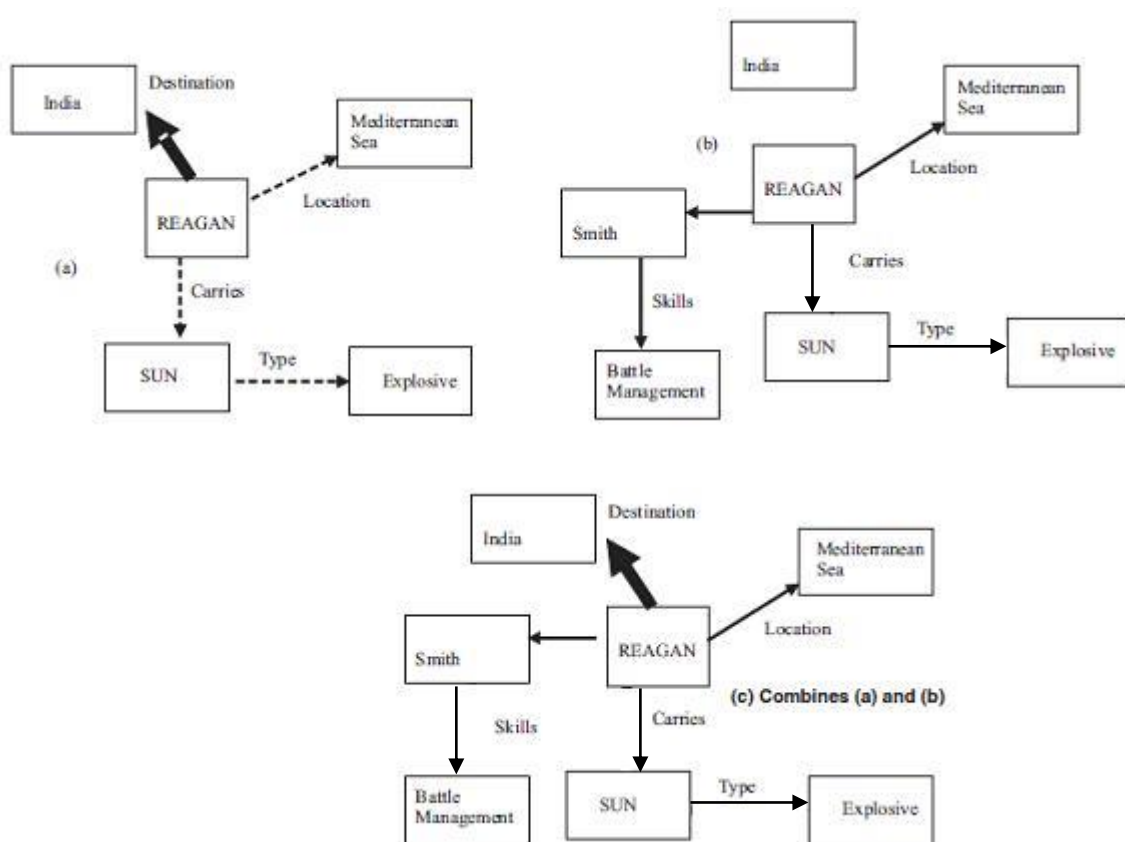 India
Destination
Mediterranean
Sea
Location
REAGAN
(a)
Carries
SUN
Type
Explosive
India
Mediterranean
Sea
(b)
REAGAN
Location
Smith
Carries
Skills
SUN
Type
Explosive
Battle
Management
India
Destination
Mediterranean
Sea
Smith
REAGAN
Location
(c) Combines (a) and (b)
Skills
Carries
Battle
Management
SUN
Type
Explosive